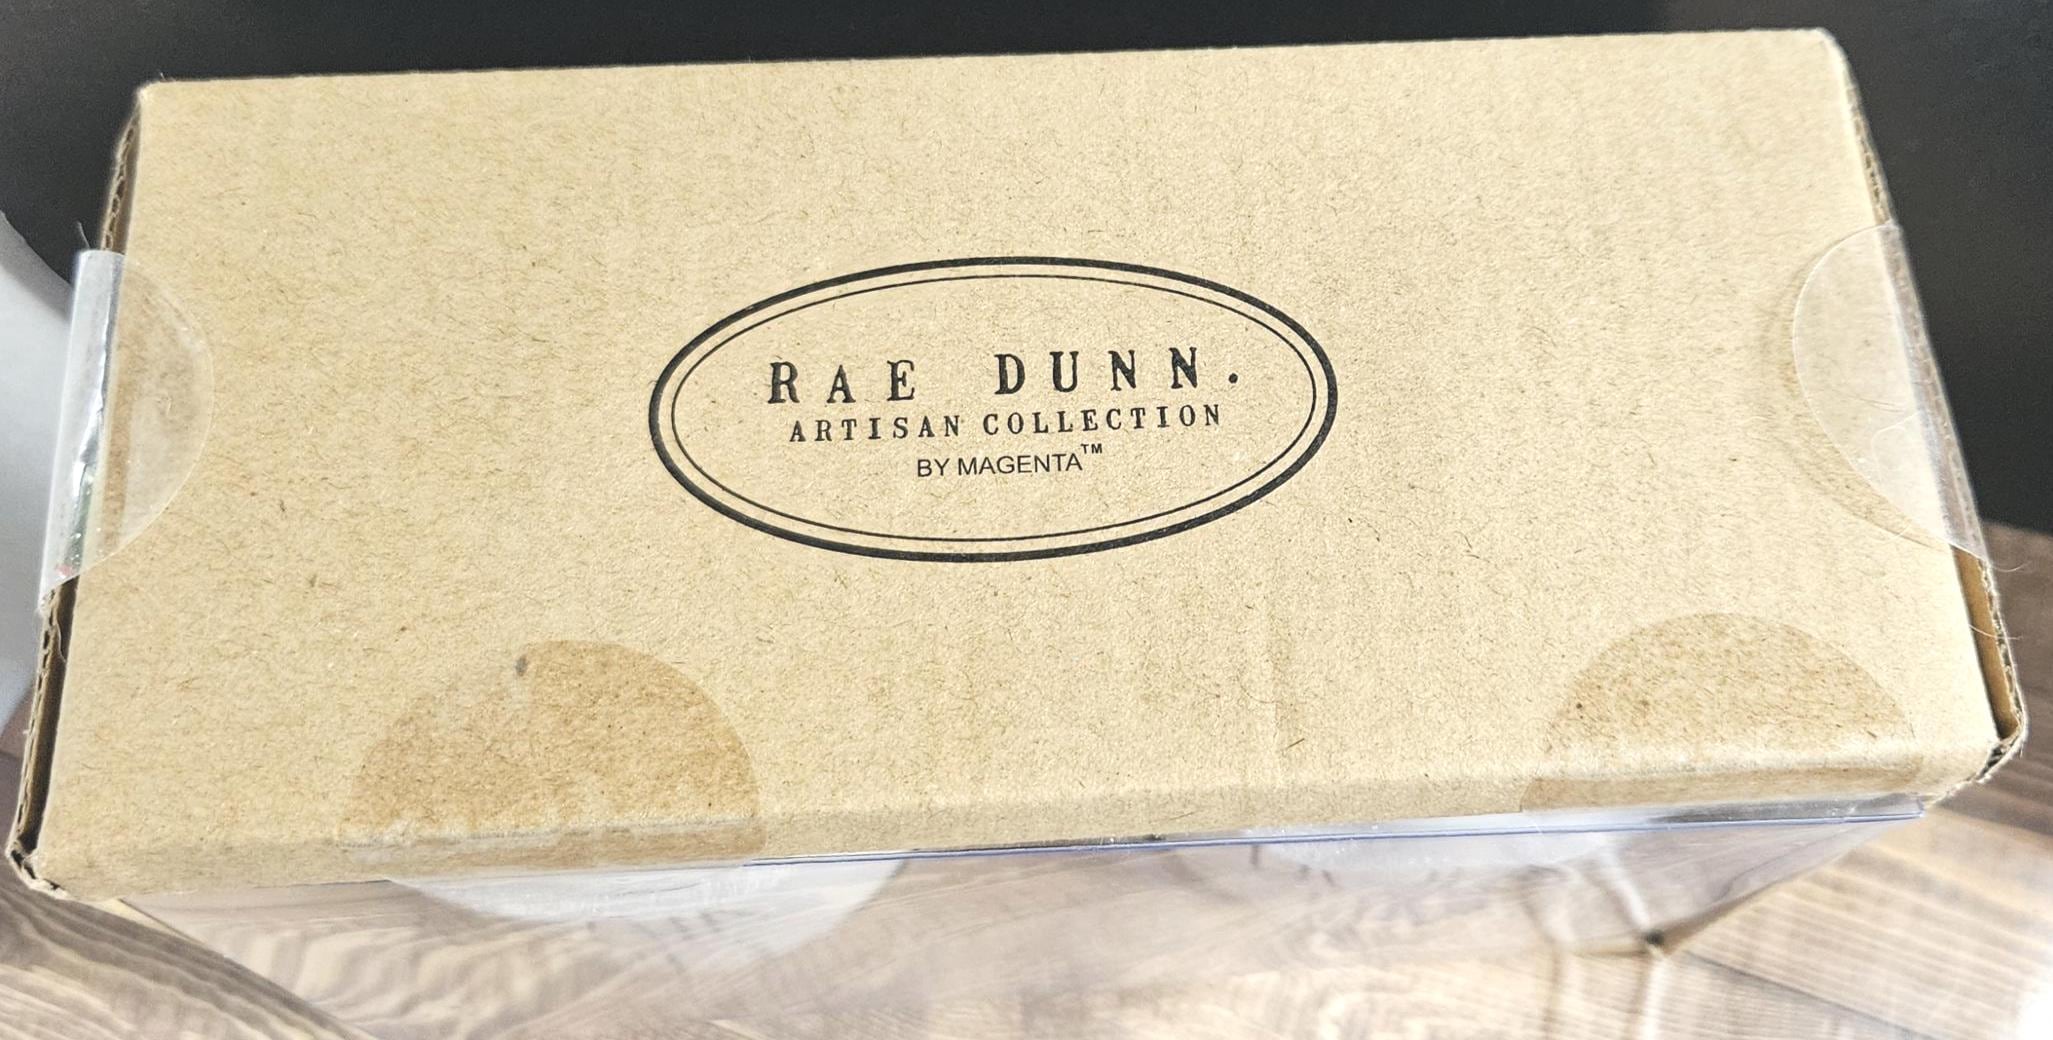 RAE DUNN.
ARTISAN COLLECTION
BY MAGENTA™